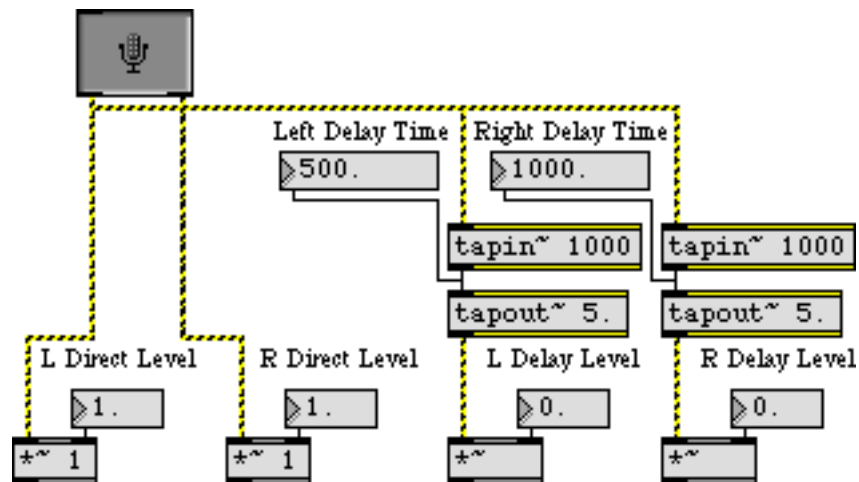 Left Delay Time
Right Delay Time
500.
1000.
tapin~ 1000
tapin~ 1000
tapout~ 5.
tapout~ 5.
L Direct Level
R Direct Level
L Delay Level
R Delay Level
1.
1.
0.
0.
*~ 1
*~ 1
*~
*~